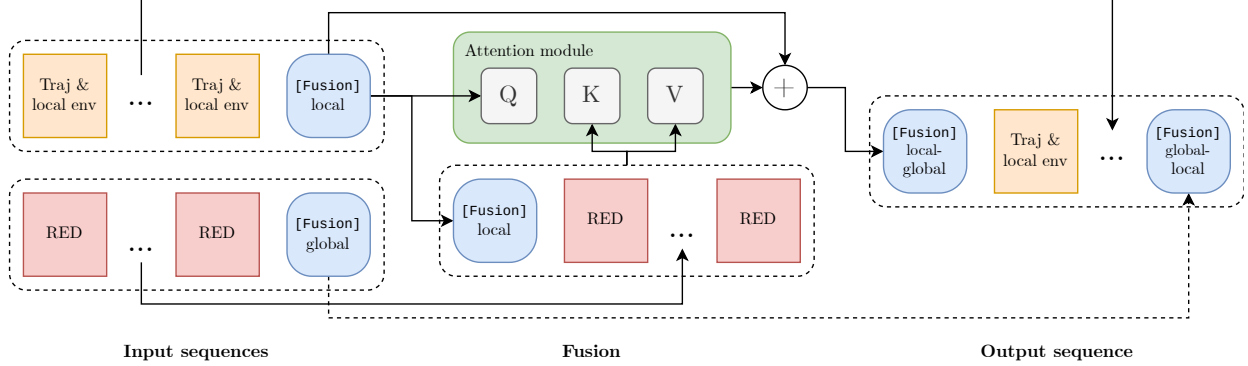 Traj &
local env
...
Traj &
local env
[Fusion]
local
Attention module
Q
K
V
+
[Fusion]
local-
global
Traj &
local env
...
[Fusion]
global-
local
RED
...
RED
[Fusion]
global
[Fusion]
local
RED
...
RED
Input sequences
Fusion
Output sequence